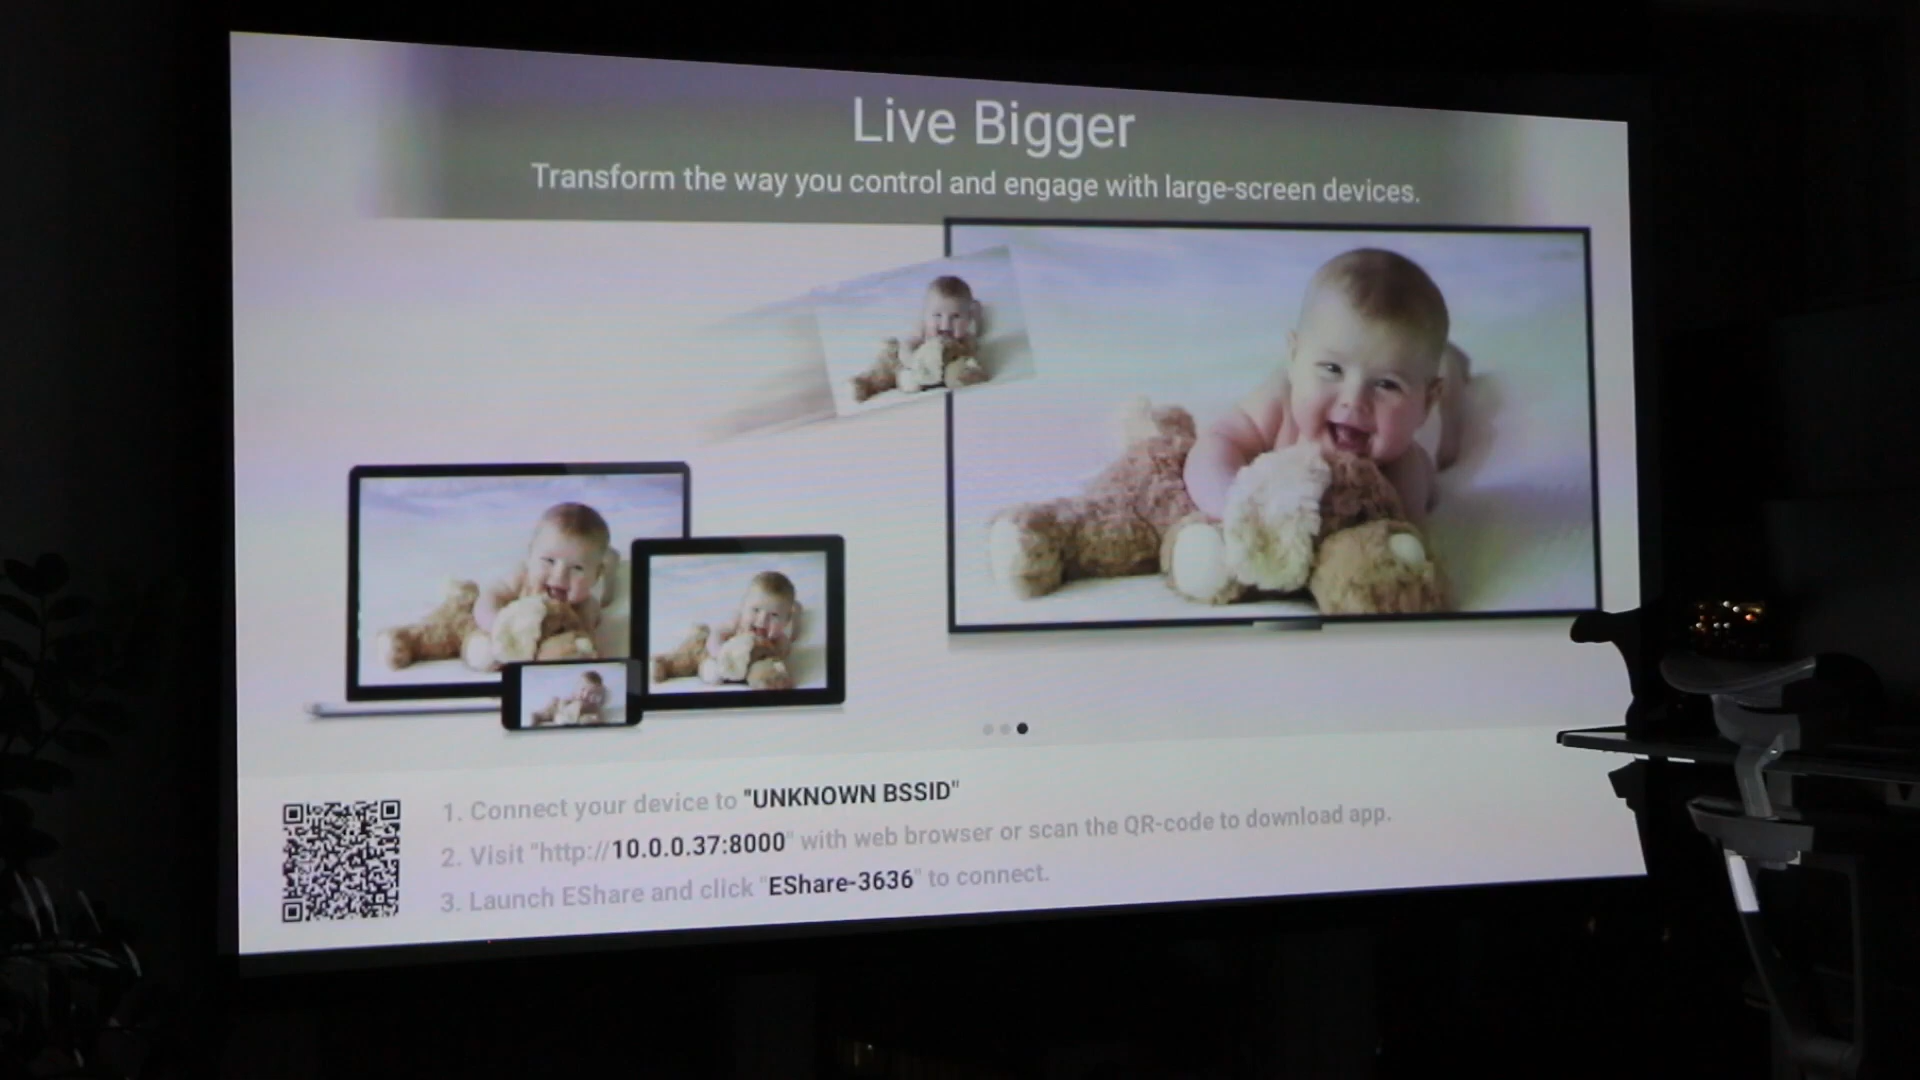 Live Bigger
Transform the way you control and engage with large-screen devices.
1. Connect your device to "UNKNOWN BSSID"
2. Visit "http://10.0.0.37:8000" with web browser or scan the QR-code to download app.
3. Launch EShare and click "EShare-3636" to connect.